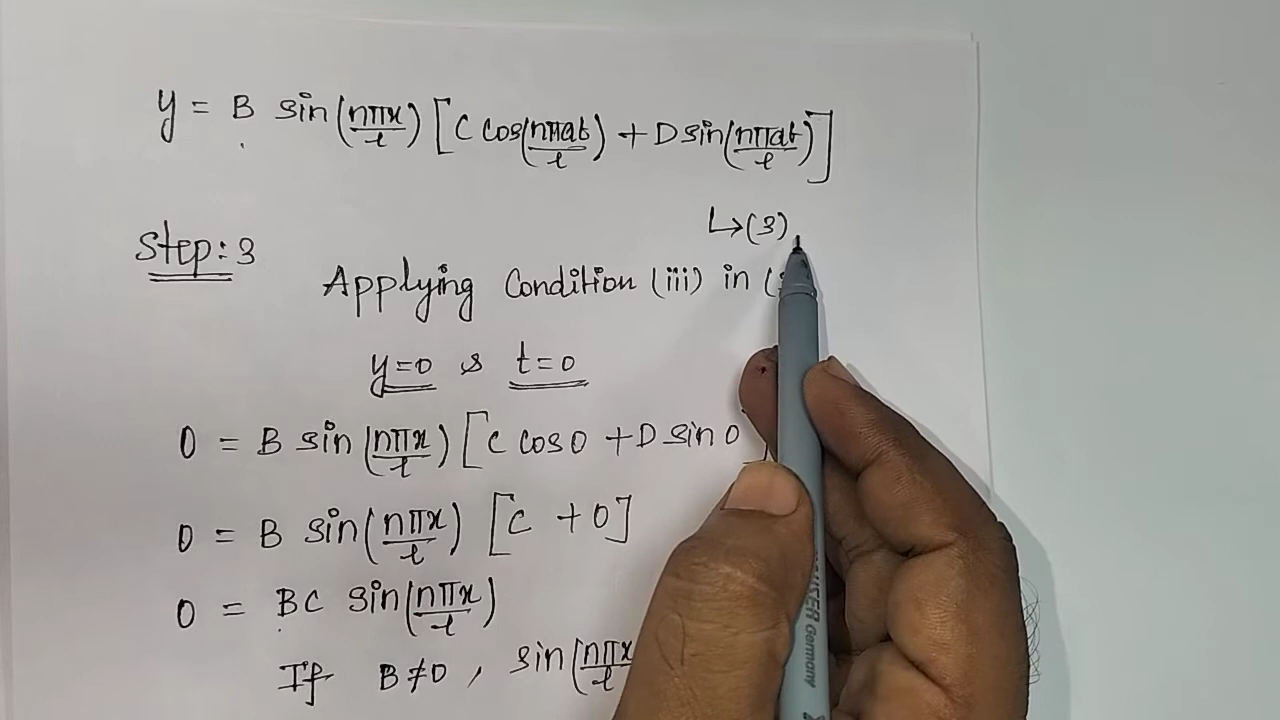 y = B sin(nπx/l) [C cos(nπat/l) + D sin(nπat/l)]
↳(3)
Step: 3
Applying Condition (iii) in (
y=0 & t=0
0 = B sin(nπx/l) [C cos 0 + D sin 0
0 = B sin(nπx/l) [C + 0]
0 = BC sin(nπx/l)
If B≠0, sin(nπx/l
Germany